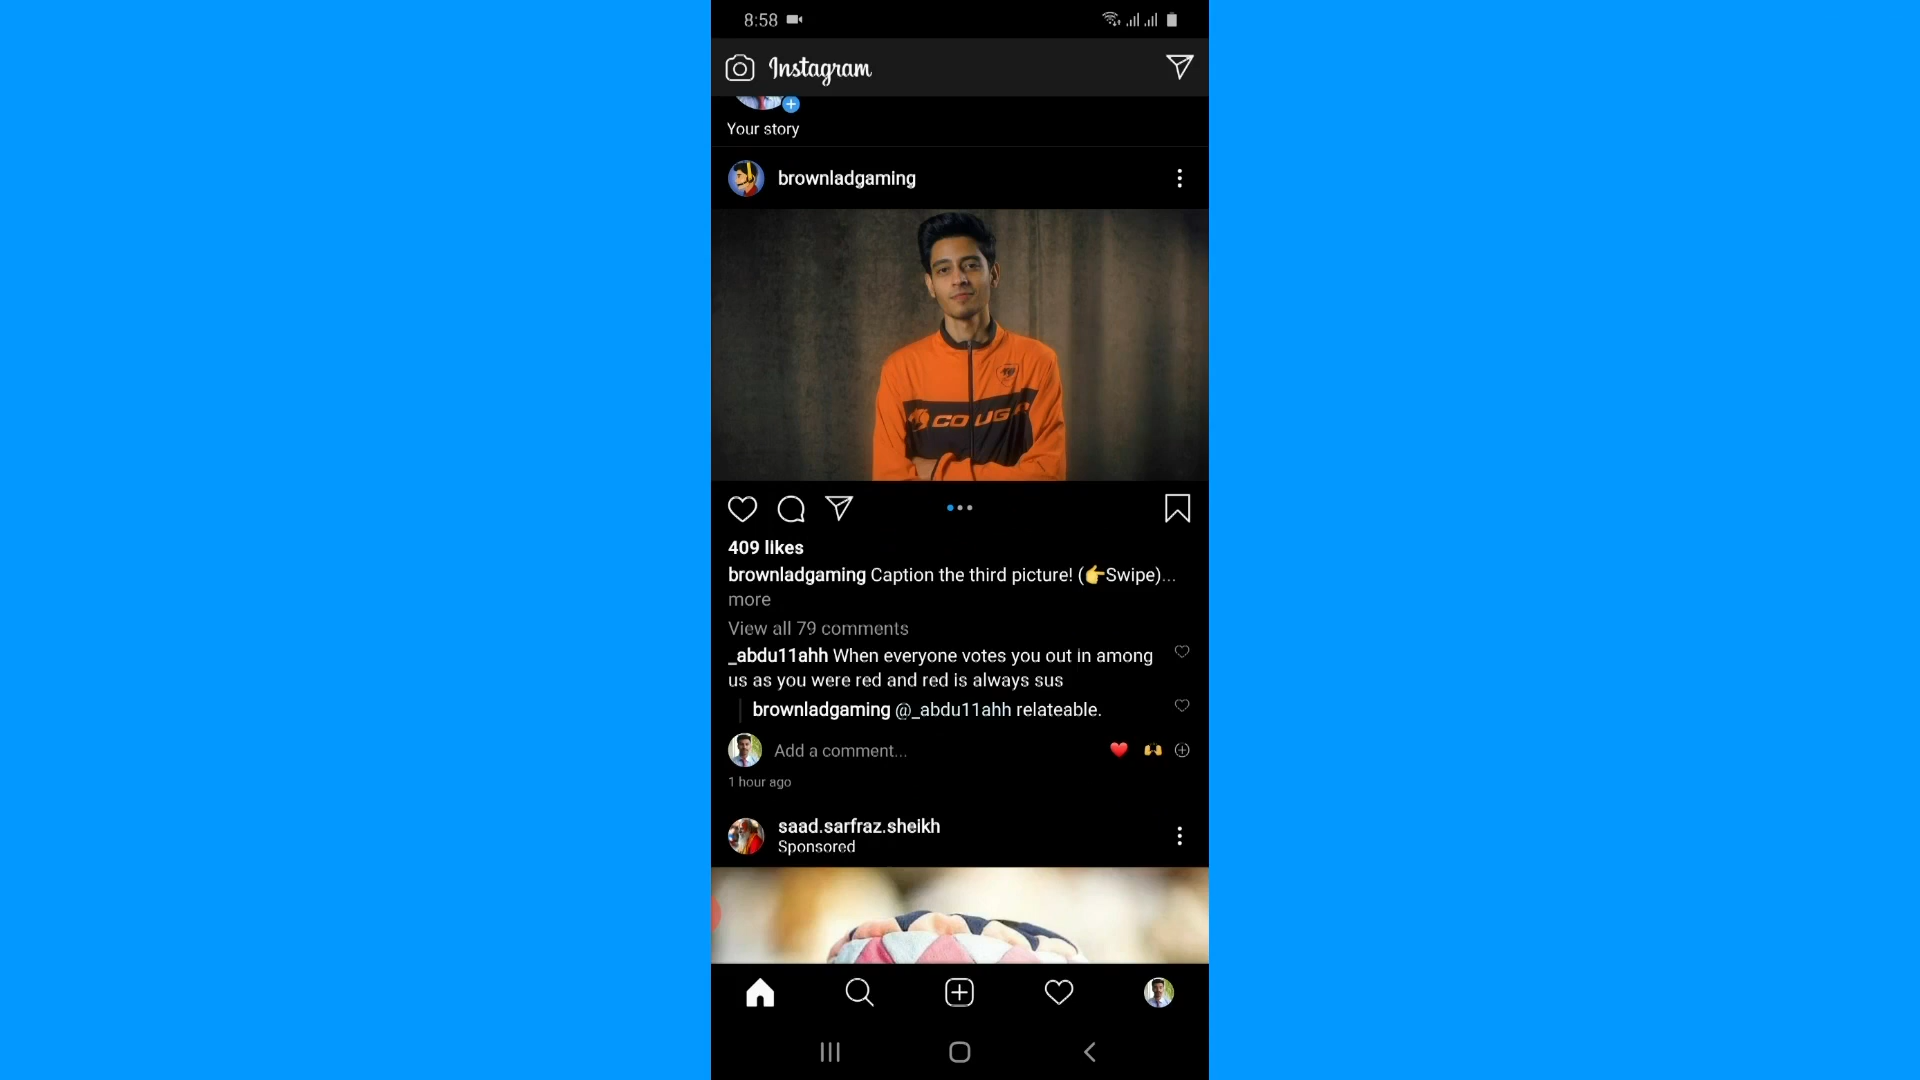 8:58
Instagram
Your story
brownladgaming
COUGA
409 likes
brownladgaming Caption the third picture! (👉Swipe)...
more
View all 79 comments
_abdu11ahh When everyone votes you out in among
us as you were red and red is always sus
brownladgaming @_abdu11ahh relateable.
Add a comment...
1 hour ago
saad.sarfraz.sheikh
Sponsored